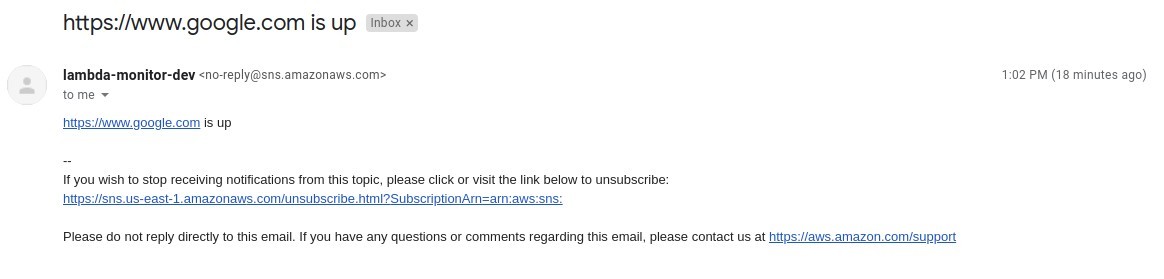 https://www.google.com is up Inbox ×
lambda-monitor-dev <no-reply@sns.amazonaws.com> 1:02 PM (18 minutes ago)
to me
https://www.google.com is up
--
If you wish to stop receiving notifications from this topic, please click or visit the link below to unsubscribe:
https://sns.us-east-1.amazonaws.com/unsubscribe.html?SubscriptionArn=arn:aws:sns:
Please do not reply directly to this email. If you have any questions or comments regarding this email, please contact us at https://aws.amazon.com/support